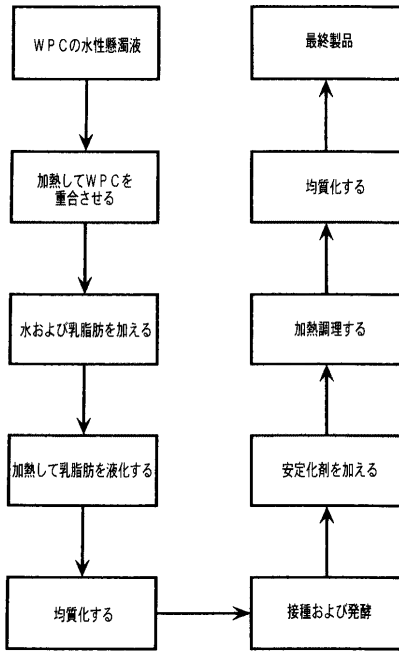 WPCの水性懸濁液
加熱してWPCを
重合させる
水および乳脂肪を加える
加熱して乳脂肪を液化する
均質化する
接種および発酵
安定化剤を加える
加熱調理する
均質化する
最終製品